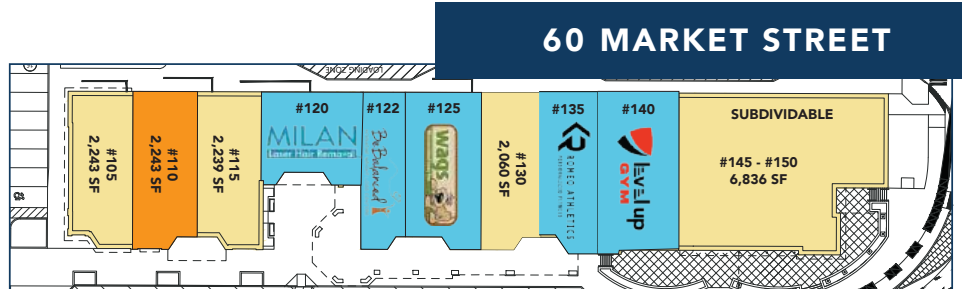 60 MARKET STREET
LOADING ZONE
#105
2,243 SF
#110
2,243 SF
#115
2,239 SF
#120
MILAN
Laser Hair Removal
#122
BeBalanced
#125
Wags
#130
2,060 SF
#135
ROMEO ATHLETICS
#140
level up
GYM
SUBDIVIDABLE
#145 - #150
6,836 SF